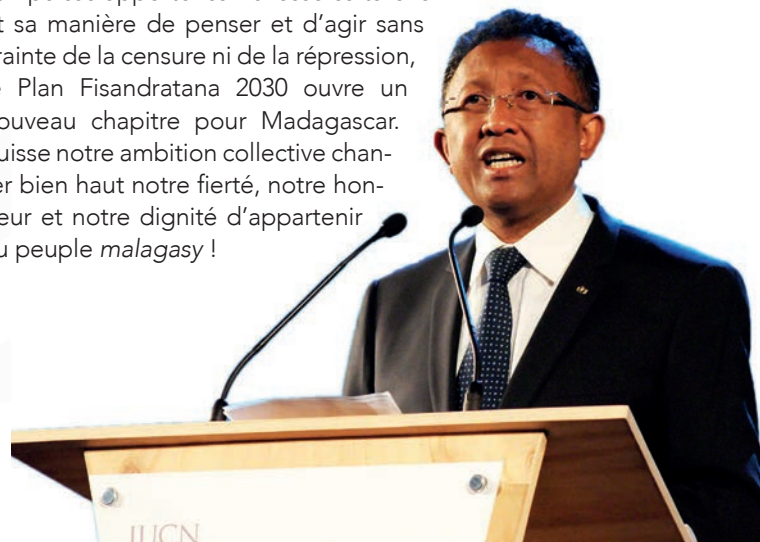 t sa manière de penser et d'agir sans
rainte de la censure ni de la répression,
Plan Fisandratana 2030 ouvre un
ouveau chapitre pour Madagascar.
uisse notre ambition collective chan-
er bien haut notre fierté, notre hon-
eur et notre dignité d'appartenir
u peuple malagasy !
IUCN